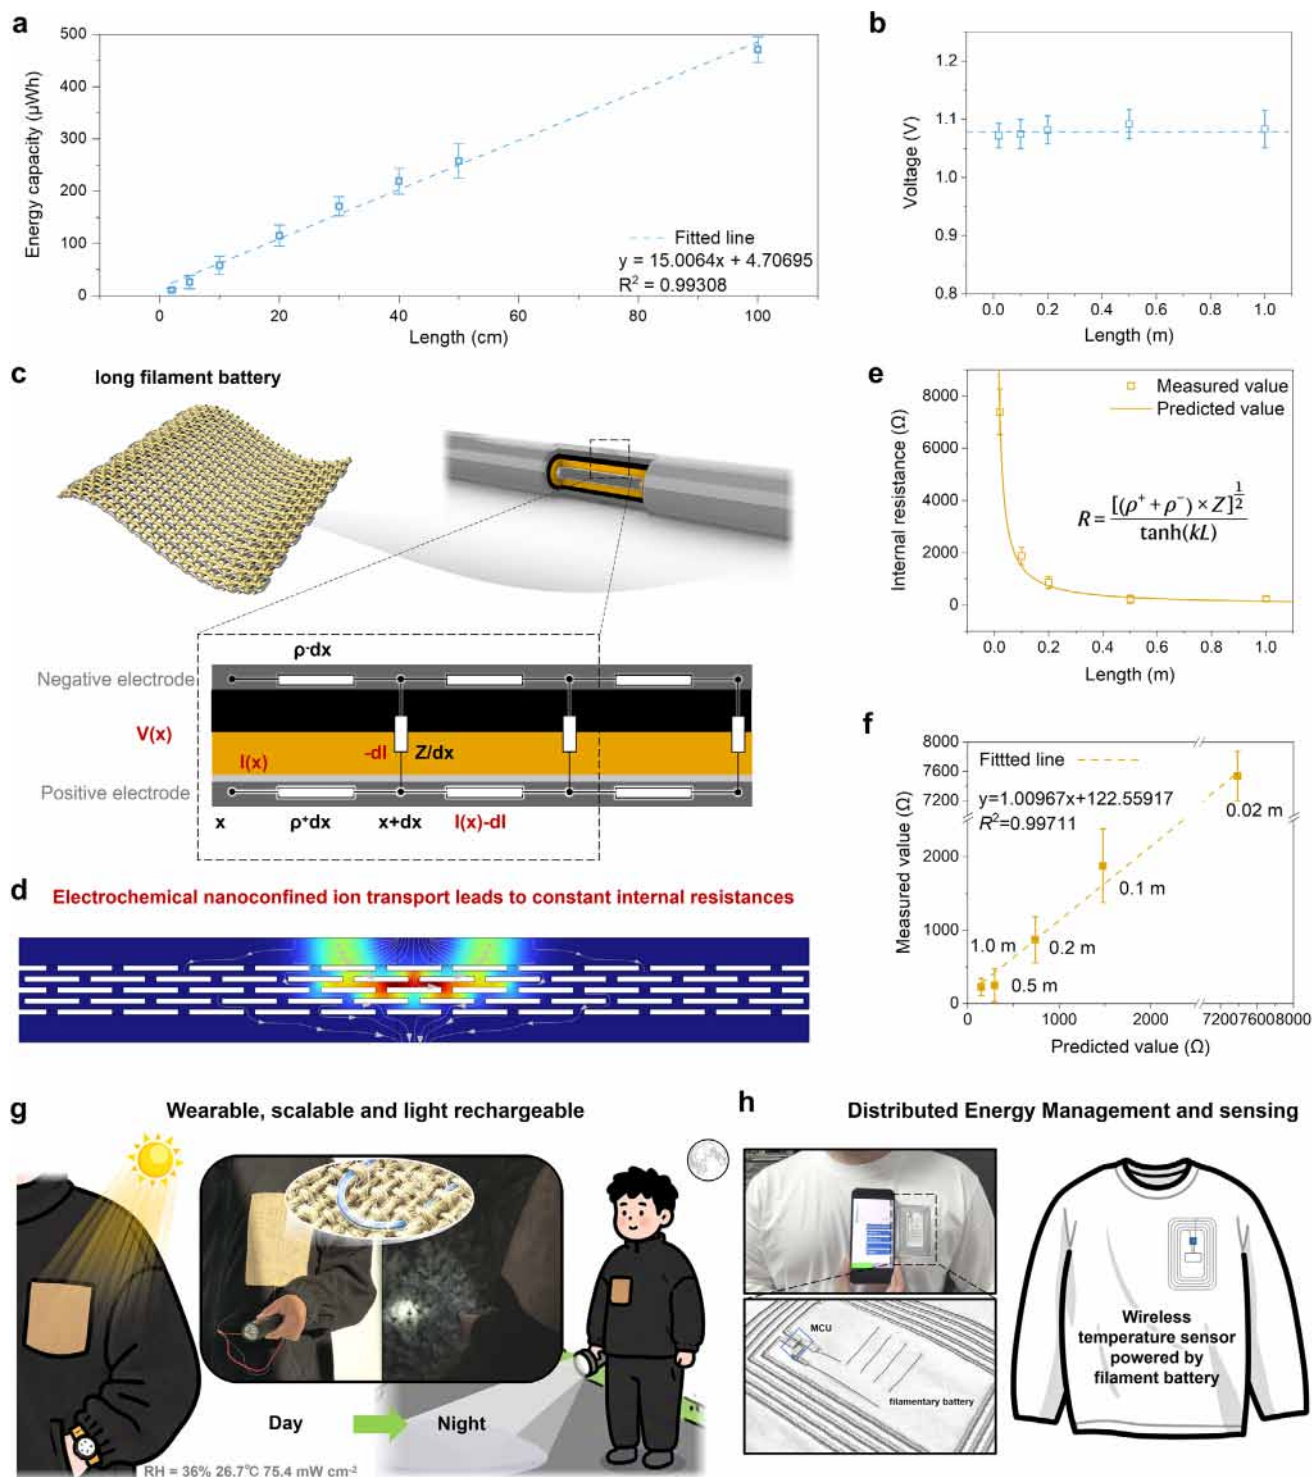 a
500
400
300
200
100
0
Energy capacity (µWh)
0 20 40 60 80 100
Length (cm)
Fitted line
y = 15.0064x + 4.70695
R² = 0.99308
b
1.2
1.1
1.0
0.9
0.8
Voltage (V)
0.0 0.2 0.4 0.6 0.8 1.0
Length (m)
c
long filament battery
ρ⁻dx
Negative electrode
V(x)
-dI Z/dx
I(x)
Positive electrode
x ρ⁺dx x+dx I(x)-dI
d
Electrochemical nanoconfined ion transport leads to constant internal resistances
e
8000
6000
4000
2000
0
Internal resistance (Ω)
Measured value
Predicted value
R = [(ρ⁺+ρ⁻)×Z]^(1/2) / tanh(kL)
0.0 0.2 0.4 0.6 0.8 1.0
Length (m)
f
8000
7600
7200
2000
1000
0
Measured value (Ω)
Fittted line
y=1.00967x+122.55917
R²=0.99711
0.02 m
0.1 m
1.0 m
0.2 m
0.5 m
0 1000 2000 7200 7600 8000
Predicted value (Ω)
g
Wearable, scalable and light rechargeable
Day
Night
RH = 36% 26.7°C 75.4 mW cm⁻²
h
Distributed Energy Management and sensing
MCU
filamentary battery
Wireless
temperature sensor
powered by
filament battery